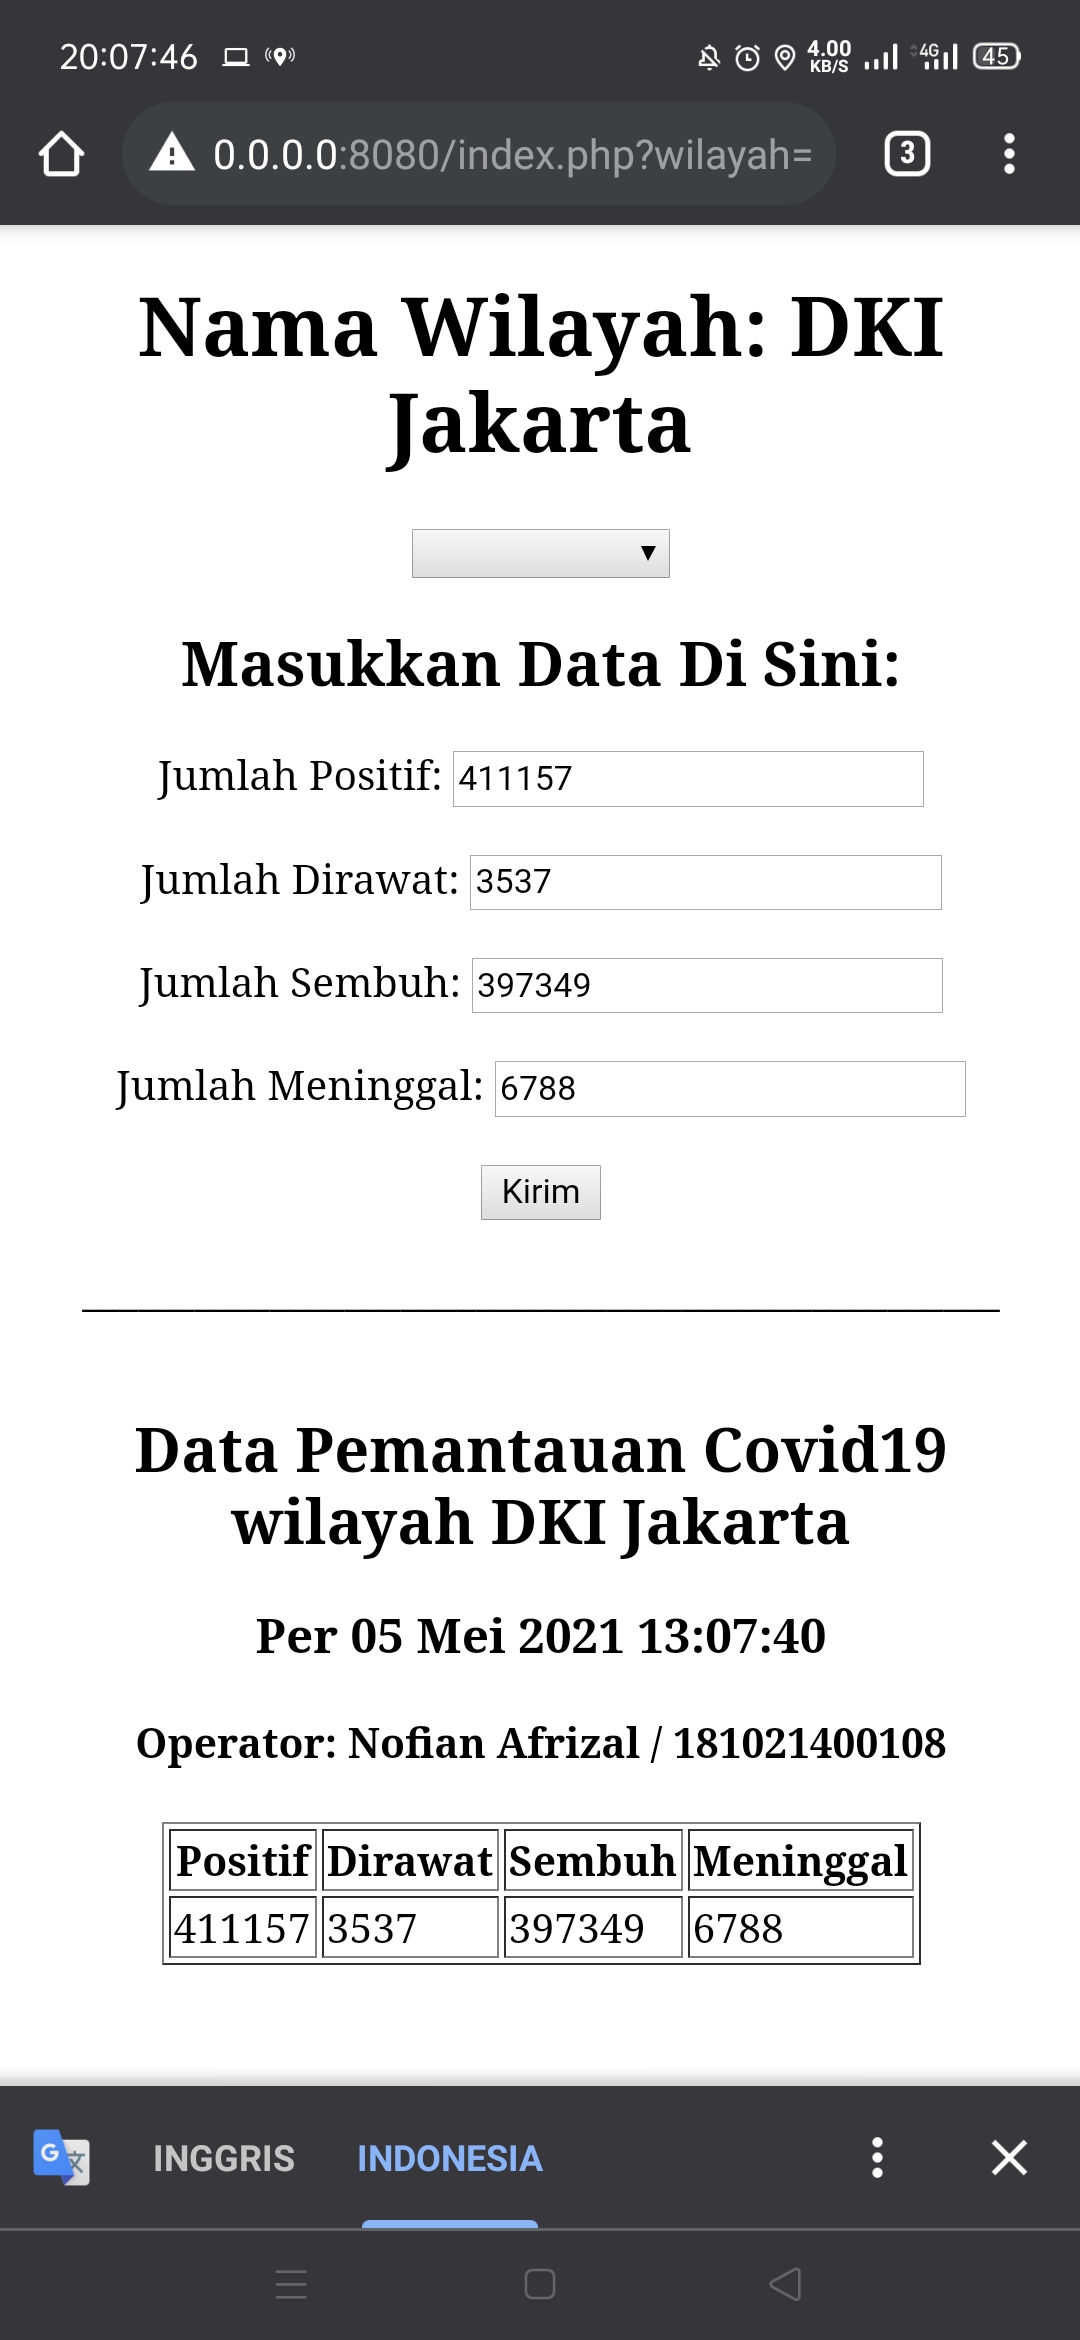 20:07:46
4.00 KB/S 4G 45
0.0.0.0:8080/index.php?wilayah=
3
Nama Wilayah: DKI
Jakarta
Masukkan Data Di Sini:
Jumlah Positif: 411157
Jumlah Dirawat: 3537
Jumlah Sembuh: 397349
Jumlah Meninggal: 6788
Kirim
Data Pemantauan Covid19
wilayah DKI Jakarta
Per 05 Mei 2021 13:07:40
Operator: Nofian Afrizal / 181021400108
Positif Dirawat Sembuh Meninggal
411157 3537 397349 6788
G 文 INGGRIS INDONESIA